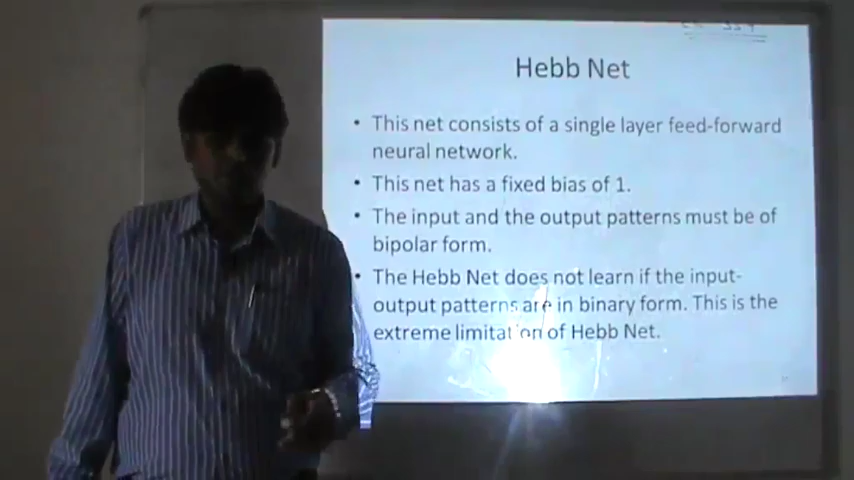 Hebb Net
• This net consists of a single layer feed-forward
neural network.
• This net has a fixed bias of 1.
• The input and the output patterns must be of
bipolar form.
• The Hebb Net does not learn if the input-
output patterns are in binary form. This is the
extreme limitation of Hebb Net.